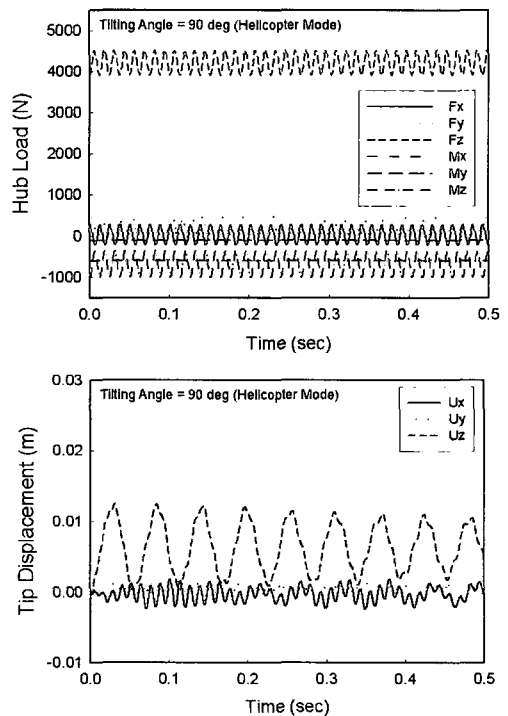 Tilting Angle = 90 deg (Helicopter Mode)
Hub Load (N)
5000
4000
3000
2000
1000
0
-1000
Fx
Fy
Fz
Mx
My
Mz
0.0 0.1 0.2 0.3 0.4 0.5
Time (sec)
Tilting Angle = 90 deg (Helicopter Mode)
Tip Displacement (m)
0.03
0.02
0.01
0.00
-0.01
Ux
Uy
Uz
0.0 0.1 0.2 0.3 0.4 0.5
Time (sec)